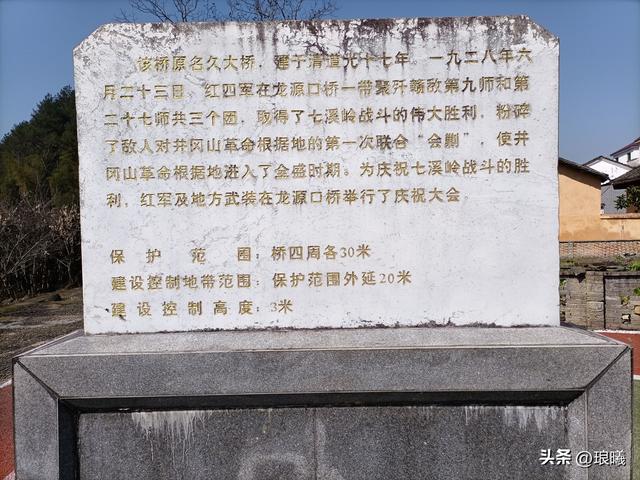 该桥原名久大桥，建于清道光十七年。一九二八年六
月二十三日，红四军在龙源口桥一带聚歼赣敌第九师和第
二十七师共三个团，取得了七溪岭战斗的伟大胜利，粉碎
了敌人对井冈山革命根据地的第一次联合“会剿”，使井
冈山革命根据地进入了全盛时期。为庆祝七溪岭战斗的胜
利，红军及地方武装在龙源口桥举行了庆祝大会。
保护范围：桥四周各30米
建设控制地带范围：保护范围外延20米
建设控制高度：3米
头条 @琅曦